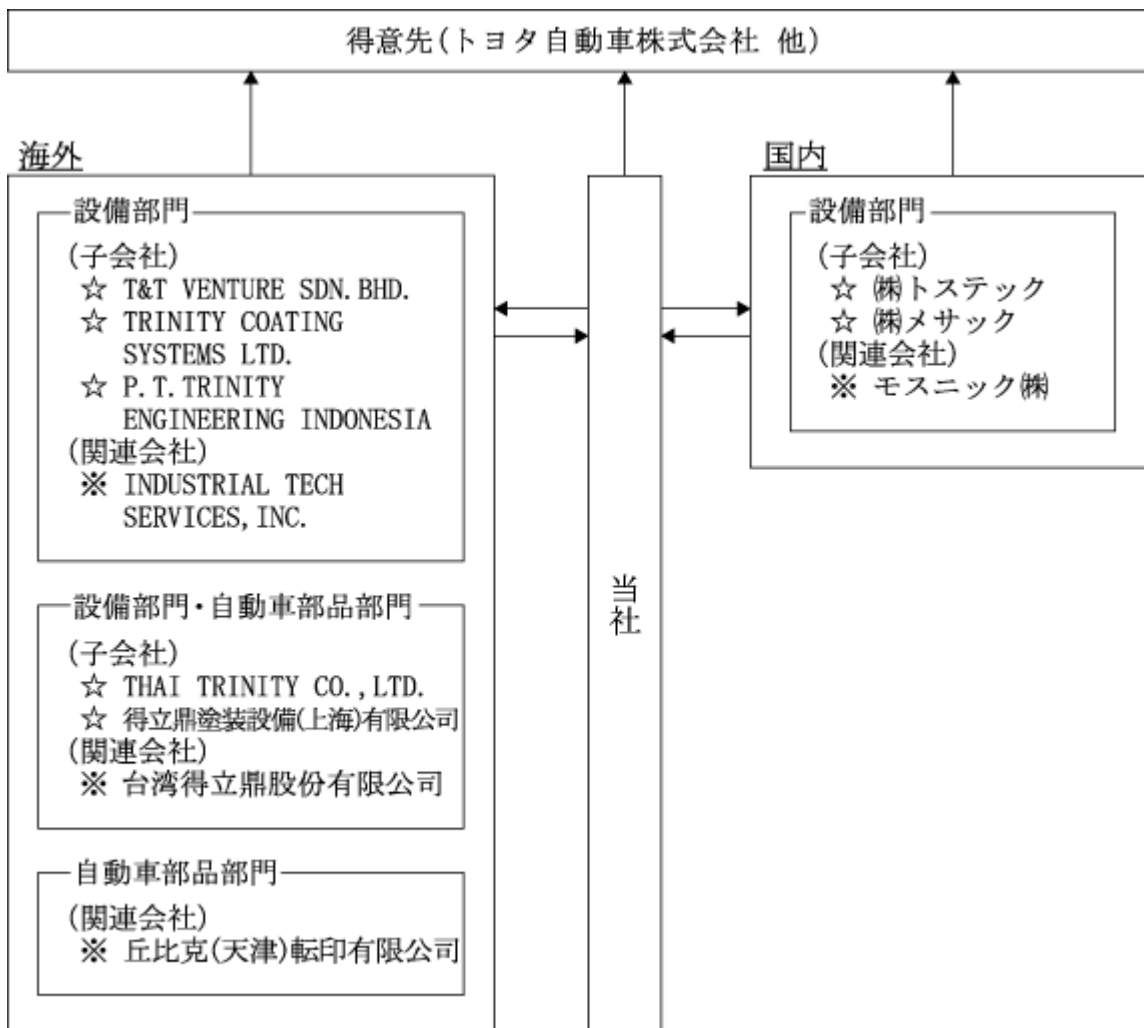 得意先(トヨタ自動車株式会社 他)
海外
設備部門
(子会社)
☆ T&T VENTURE SDN.BHD.
☆ TRINITY COATING
SYSTEMS LTD.
☆ P.T.TRINITY
ENGINEERING INDONESIA
(関連会社)
※ INDUSTRIAL TECH
SERVICES,INC.
設備部門・自動車部品部門
(子会社)
☆ THAI TRINITY CO.,LTD.
☆ 得立鼎塗装設備(上海)有限公司
(関連会社)
※ 台湾得立鼎股份有限公司
自動車部品部門
(関連会社)
※ 丘比克(天津)転印有限公司
当社
国内
設備部門
(子会社)
☆ ㈱トステック
☆ ㈱メサック
(関連会社)
※ モスニック㈱